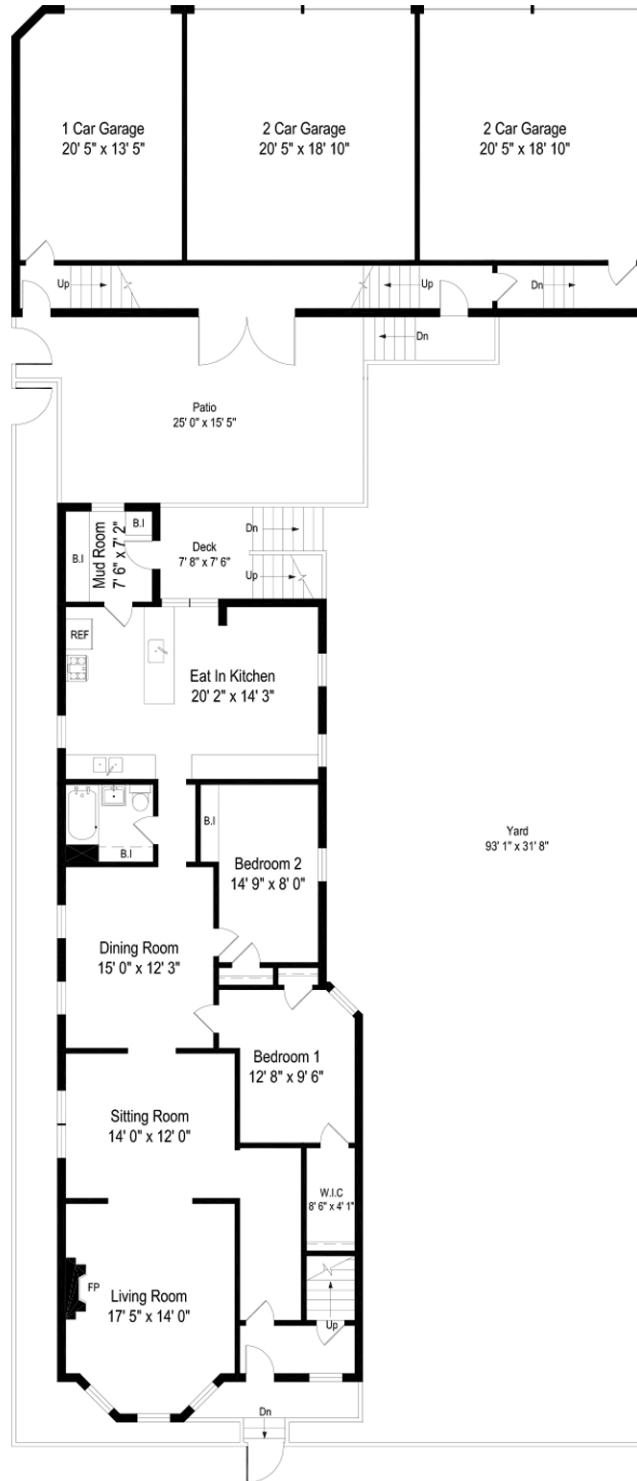 1 Car Garage
20' 5" x 13' 5"
2 Car Garage
20' 5" x 18' 10"
2 Car Garage
20' 5" x 18' 10"
Up
Up
Dn
Dn
Patio
25' 0" x 15' 5"
B.I
B.I
Mud Room
7' 6" x 7' 2"
Deck
7' 8" x 7' 6"
Dn
Up
REF
Eat In Kitchen
20' 2" x 14' 3"
B.I
B.I
Bedroom 2
14' 9" x 8' 0"
Yard
93' 1" x 31' 8"
Dining Room
15' 0" x 12' 3"
Bedroom 1
12' 8" x 9' 6"
Sitting Room
14' 0" x 12' 0"
W.I.C
8' 6" x 4' 1"
FP
Living Room
17' 5" x 14' 0"
Up
Dn